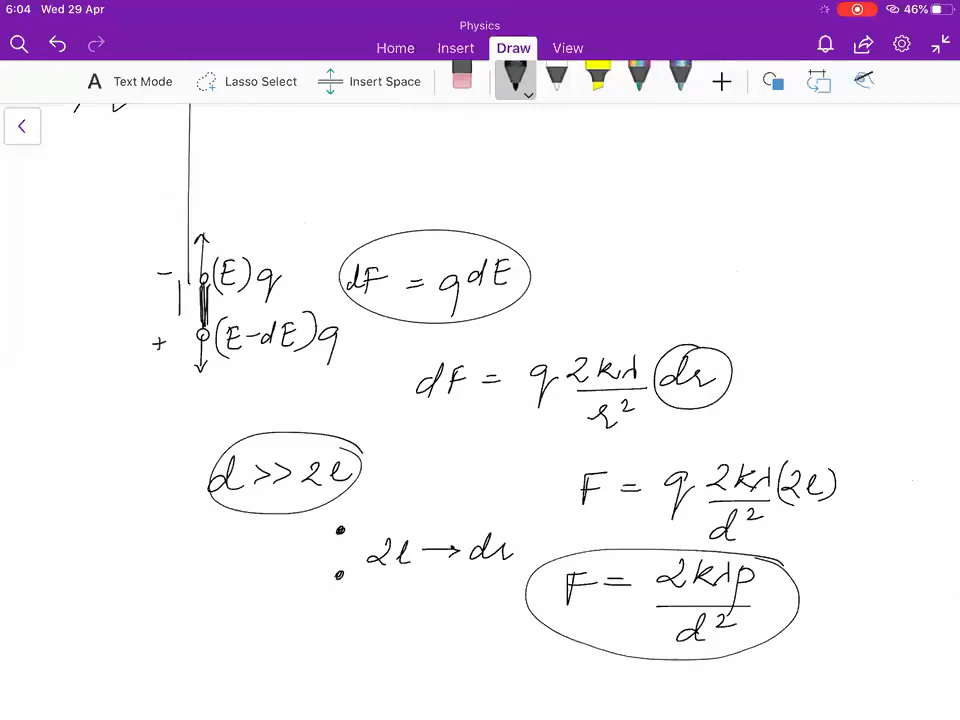 6:04 Wed 29 Apr
46%
Physics
Home Insert Draw View
A Text Mode Lasso Select Insert Space
- (E)q
+ (E-dE)q
dF = q dE
dF = q 2kλ/r² dr
d >> 2l
F = q 2kλ/d² (2l)
2l → dr
F = 2kλp/d²